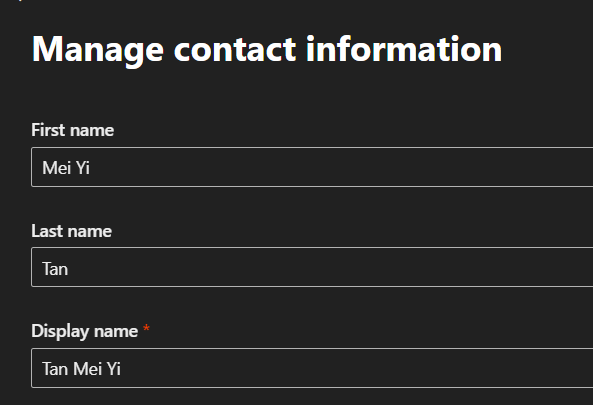 Manage contact information
First name
Mei Yi
Last name
Tan
Display name *
Tan Mei Yi